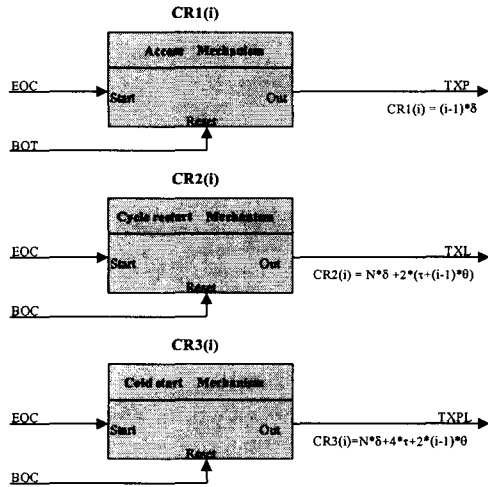 CR1(i)
Access Mechanism
EOC
Start
Out
TXP
CR1(i) = (i-1)*δ
Reset
BOT
CR2(i)
Cycle restart Mechanism
EOC
Start
Out
TXL
CR2(i) = N*δ +2*(τ+(i-1)*θ)
Reset
BOC
CR3(i)
Cold start Mechanism
EOC
Start
Out
TXPL
CR3(i)=N*δ+4*τ+2*(i-1)*θ
Reset
BOC